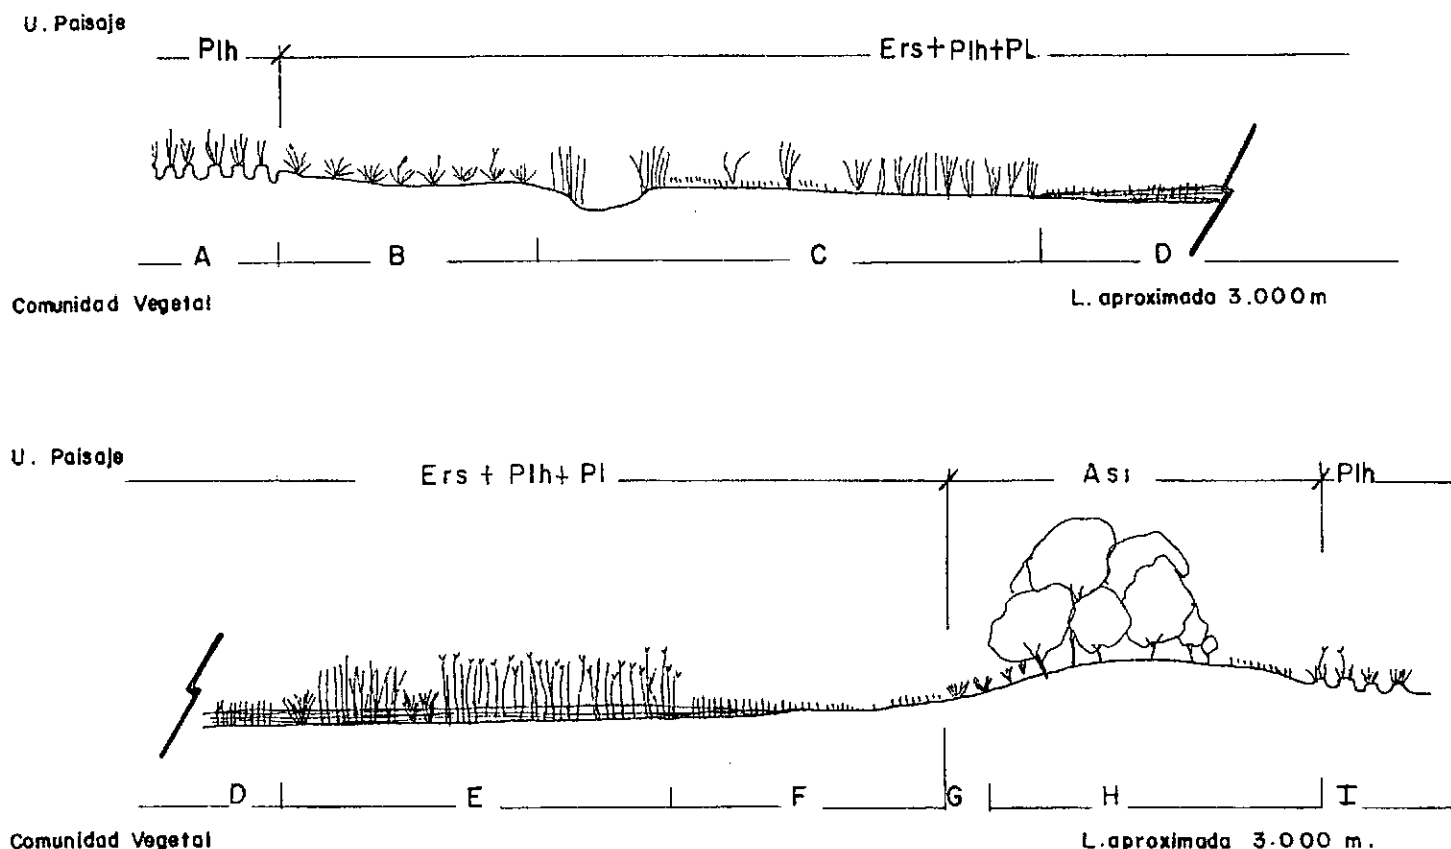 U. Paisaje
Plh Ers+Plh+PL
A B C D
Comunidad Vegetal
L. aproximada 3.000 m
U. Paisaje
Ers + Plh + Pl Asi Plh
D E F G H I
Comunidad Vegetal
L. aproximada 3.000 m.